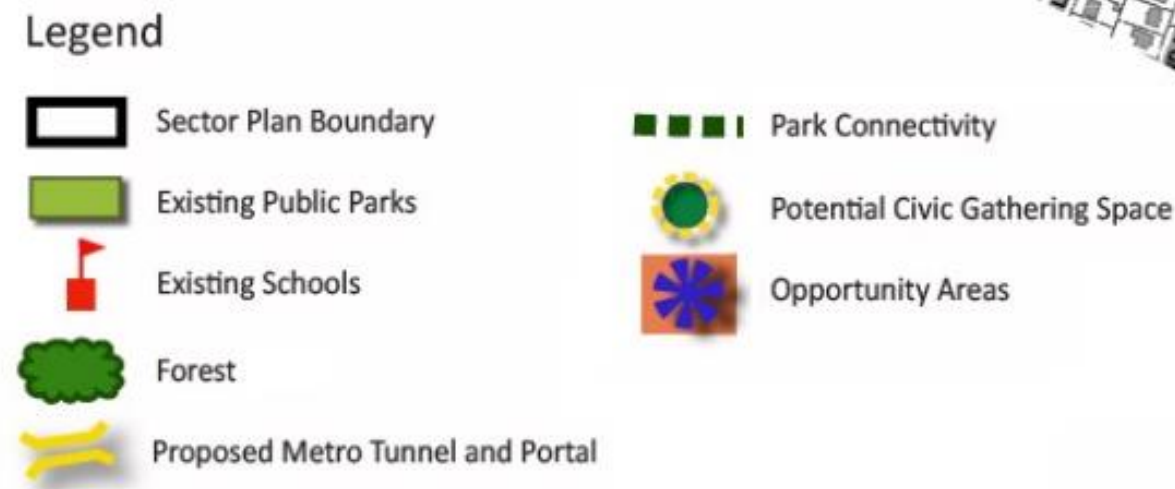 Legend
Sector Plan Boundary
Existing Public Parks
Existing Schools
Forest
Proposed Metro Tunnel and Portal
Park Connectivity
Potential Civic Gathering Space
Opportunity Areas